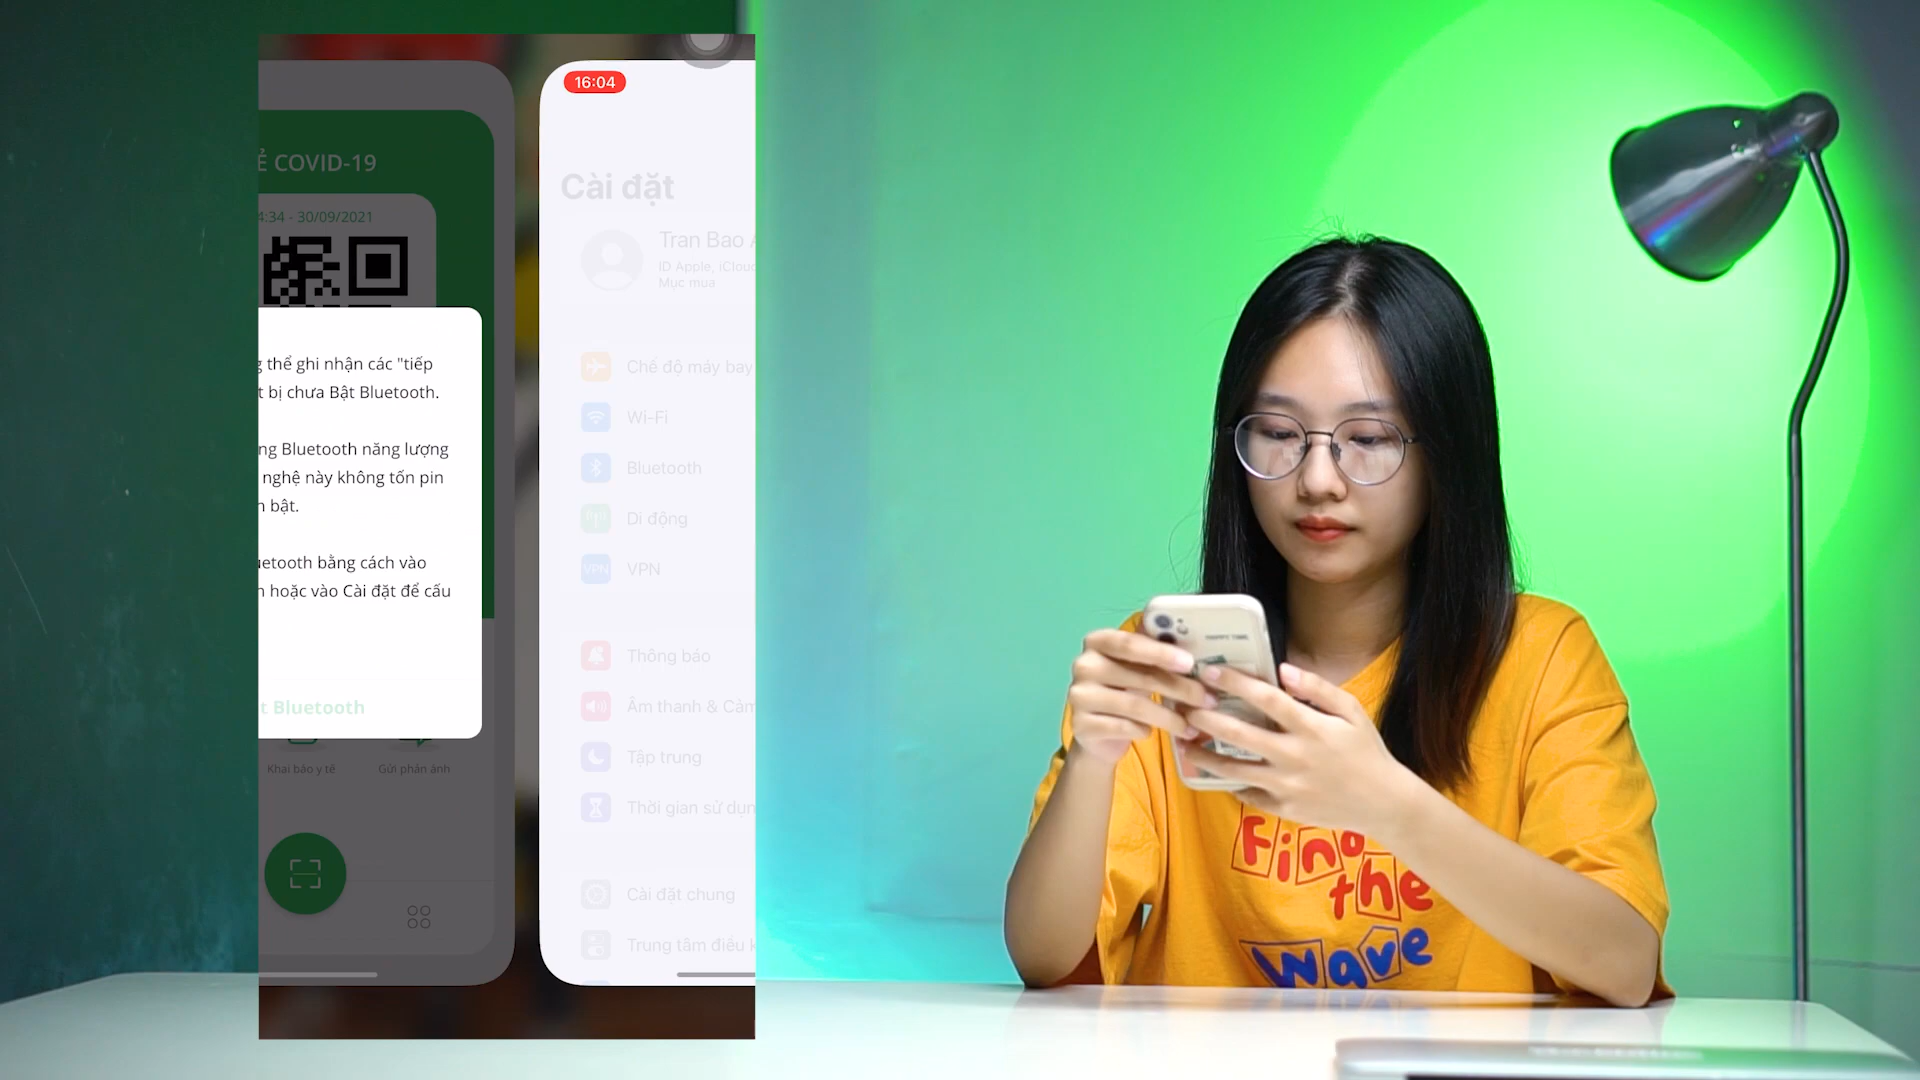 COVID-19
4:34 - 30/09/2021
thể ghi nhận các "tiếp
bị chưa Bật Bluetooth.
Bluetooth năng lượng
nghệ này không tốn pin
bật.
bằng cách vào
hoặc vào Cài đặt để cấu
Bluetooth
Khai báo y tế
Gửi phản ánh
16:04
Cài đặt
Tran Bao
ID Apple, iCloud
Mục mua
Chế độ máy bay
Wi-Fi
Bluetooth
Di động
VPN
VPN
Thông báo
Âm thanh &
Tập trung
Thời gian sử
Cài đặt chung
Trung tâm điều
HAPPY TIME
Find
the
Wave